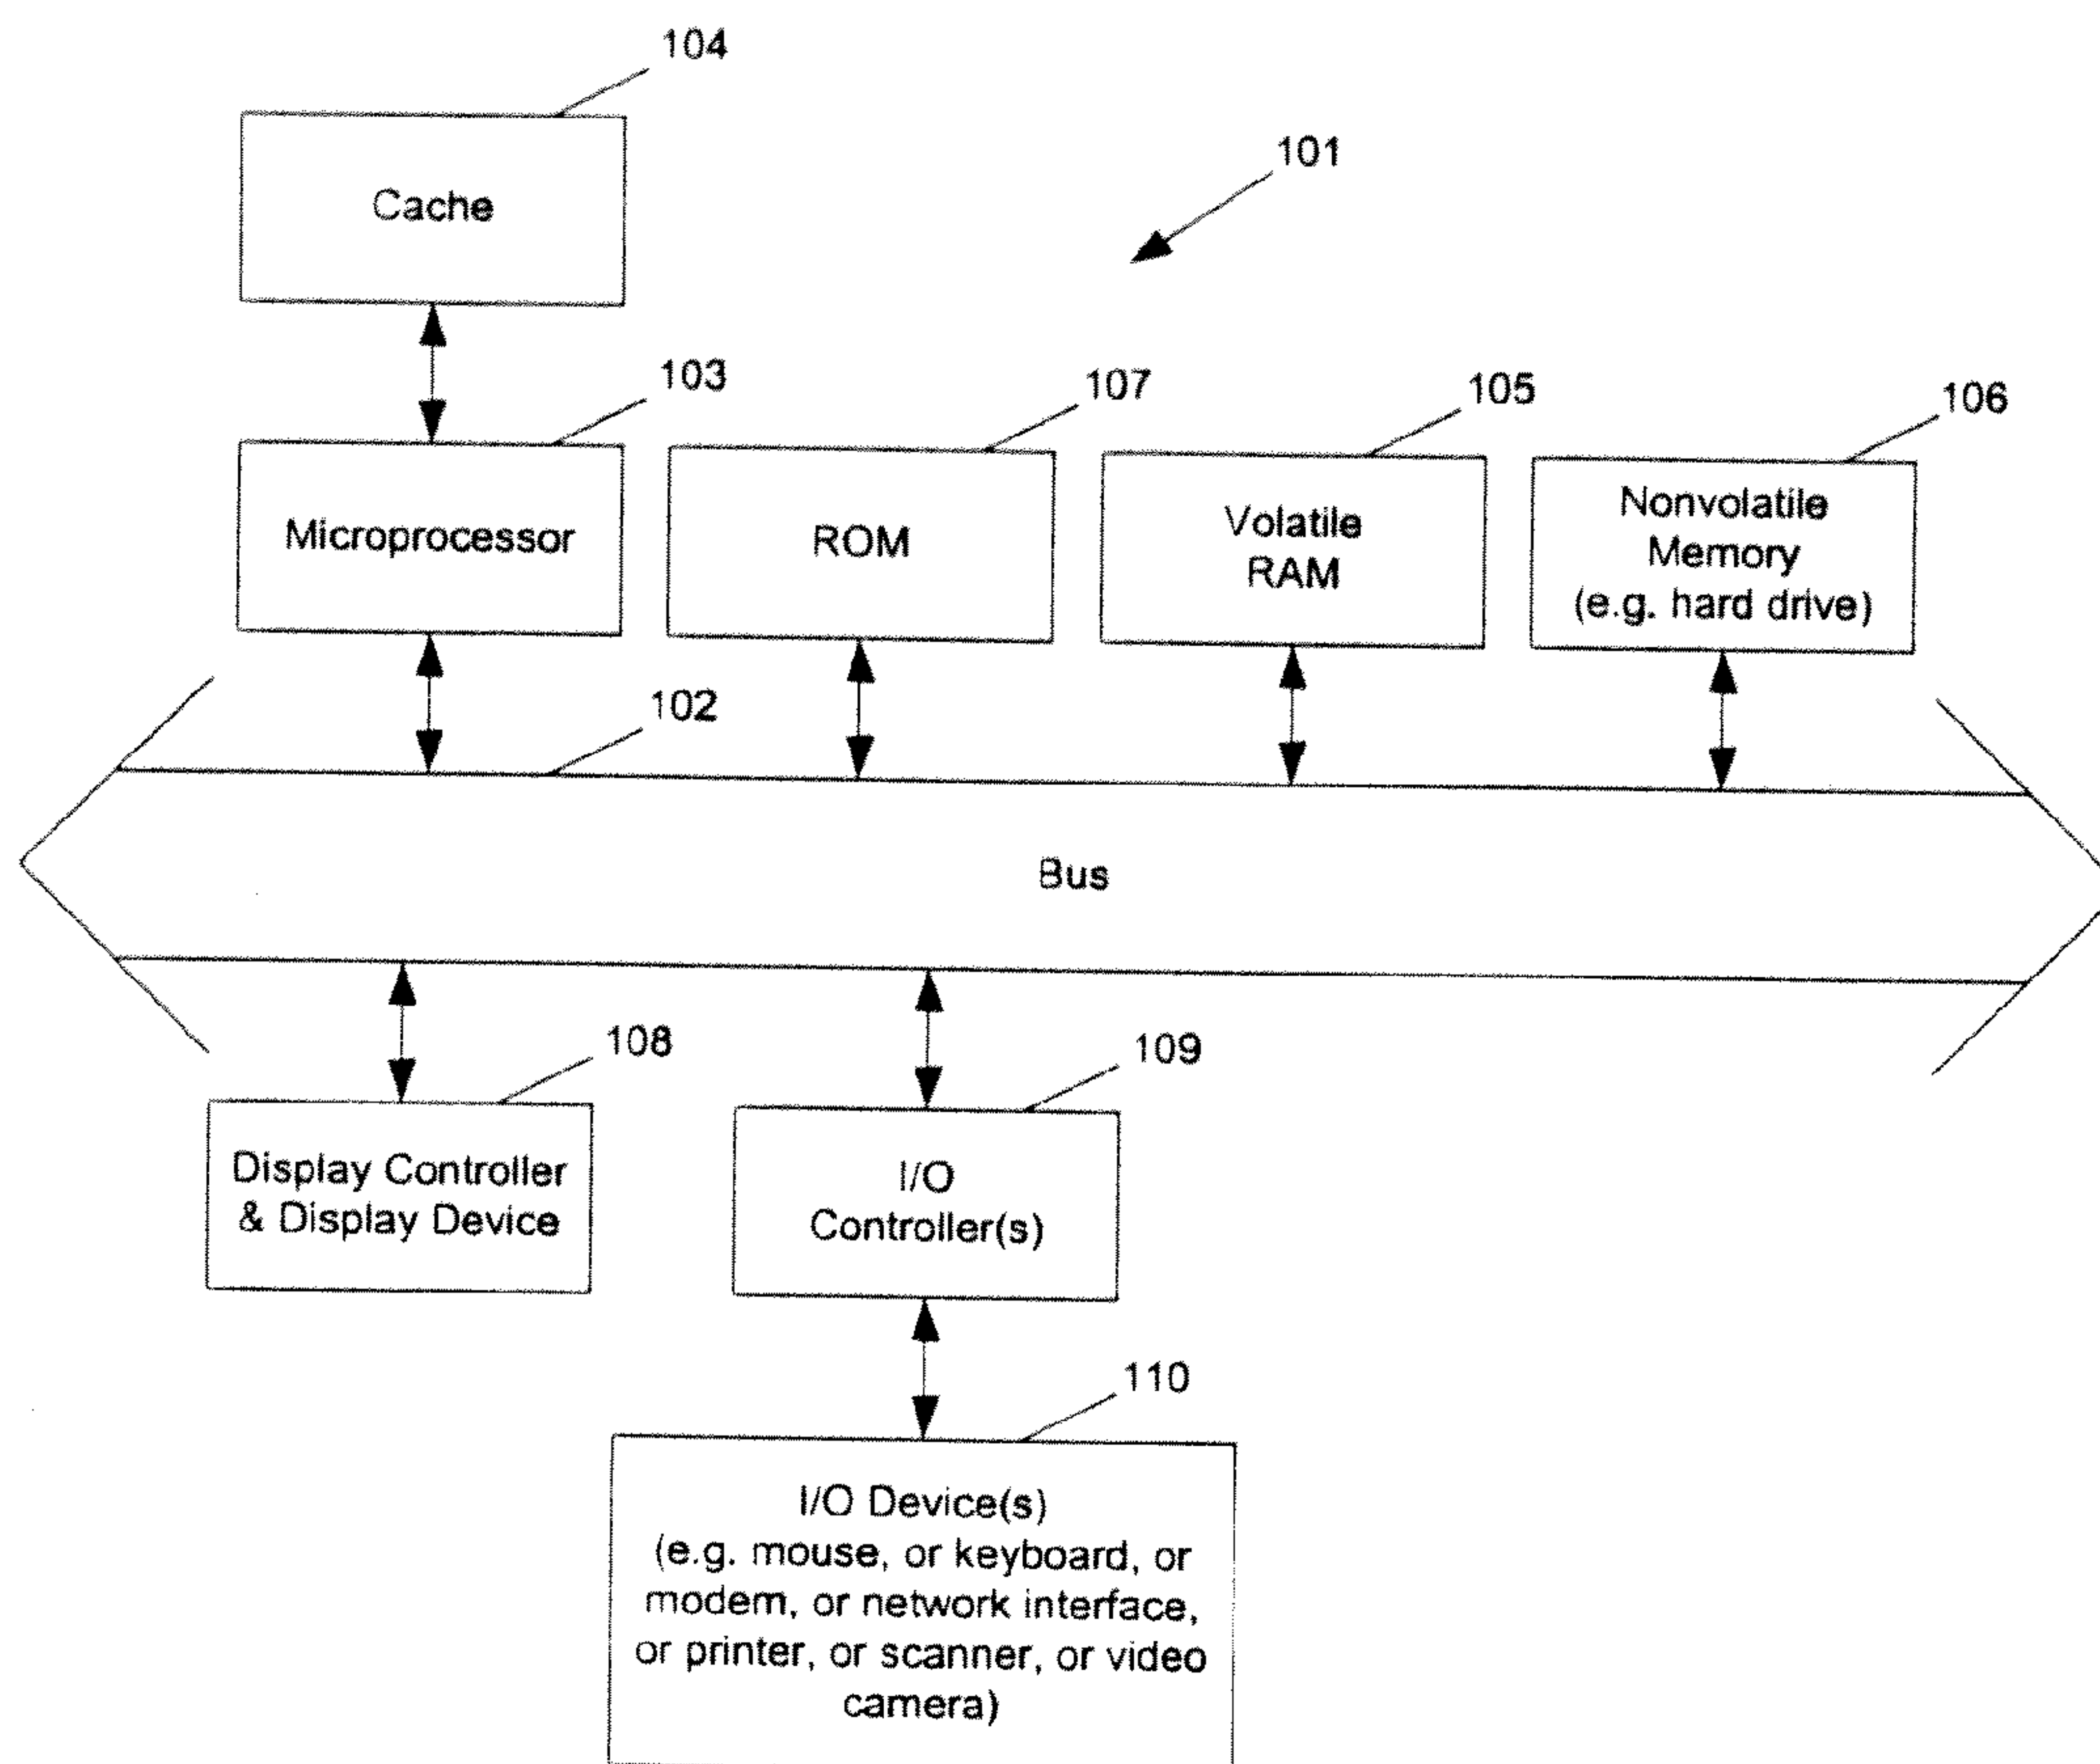 104
Cache
101
103
107
105
106
Microprocessor
ROM
Volatile
RAM
Nonvolatile
Memory
(e.g. hard drive)
102
Bus
108
109
Display Controller
& Display Device
I/O
Controller(s)
110
I/O Device(s)
(e.g. mouse, or keyboard, or
modem, or network interface,
or printer, or scanner, or video
camera)